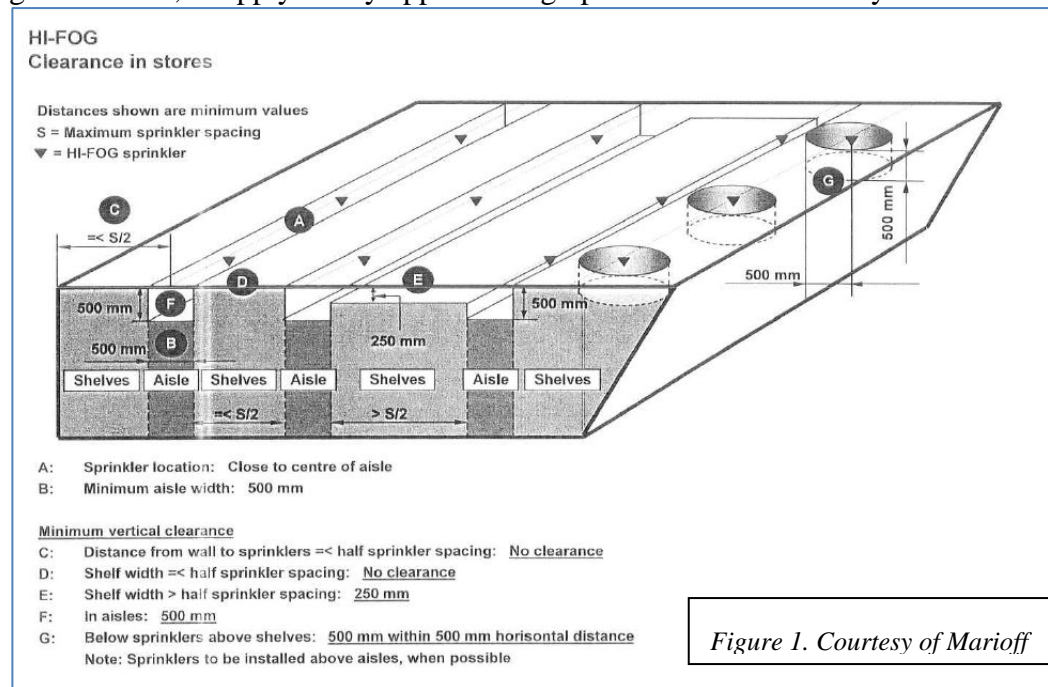 HI-FOG
Clearance in stores
Distances shown are minimum values
S = Maximum sprinkler spacing
▼ = HI-FOG sprinkler
C
=< S/2
A
G
500 mm
500 mm
D
E
500 mm
F
500 mm
B
250 mm
500 mm
Shelves Aisle Shelves Aisle Shelves Aisle Shelves
=< S/2
> S/2
A: Sprinkler location: Close to centre of aisle
B: Minimum aisle width: 500 mm
Minimum vertical clearance
C: Distance from wall to sprinklers =< half sprinkler spacing: No clearance
D: Shelf width =< half sprinkler spacing: No clearance
E: Shelf width > half sprinkler spacing: 250 mm
F: In aisles: 500 mm
G: Below sprinklers above shelves: 500 mm within 500 mm horisontal distance
Note: Sprinklers to be installed above aisles, when possible
Figure 1. Courtesy of Marioff